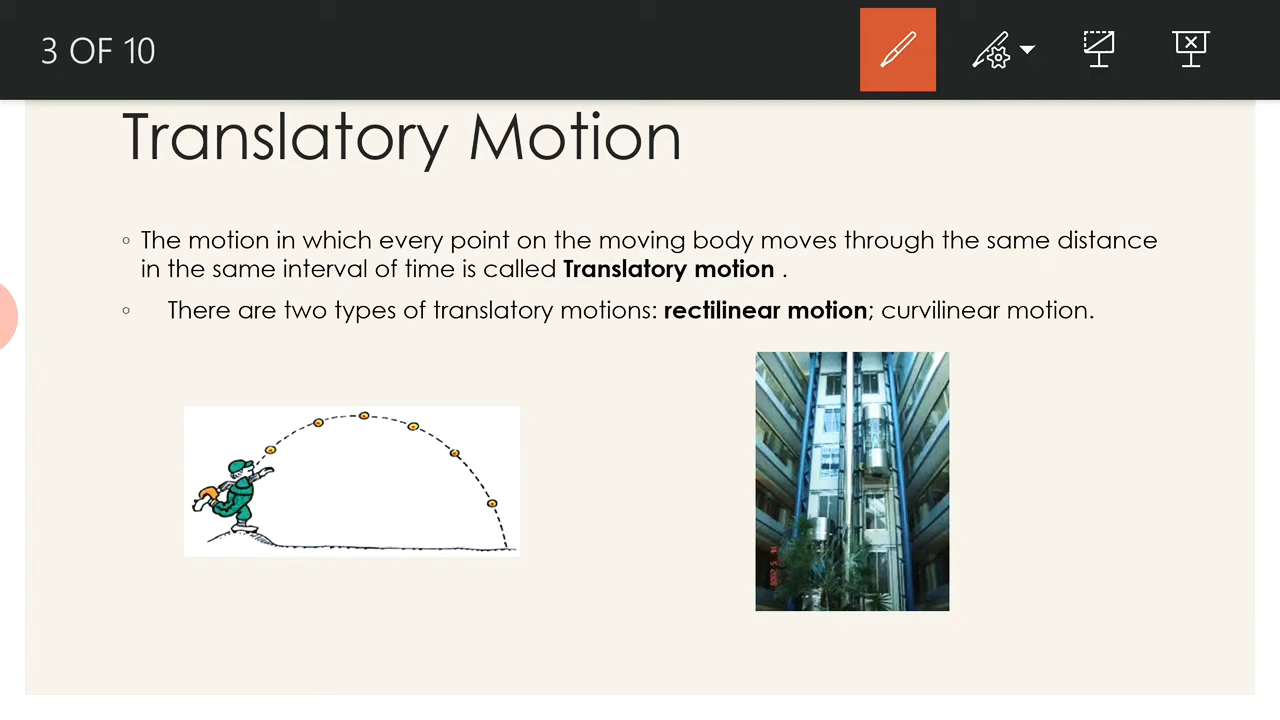 3 OF 10
Translatory Motion
◦ The motion in which every point on the moving body moves through the same distance
in the same interval of time is called Translatory motion .
◦ There are two types of translatory motions: rectilinear motion; curvilinear motion.